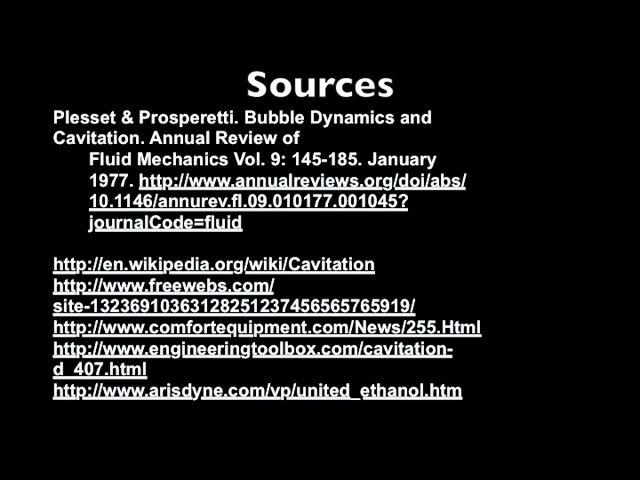 Sources
Plesset & Prosperetti. Bubble Dynamics and
Cavitation. Annual Review of
Fluid Mechanics Vol. 9: 145-185. January
1977. http://www.annualreviews.org/doi/abs/
10.1146/annurev.fl.09.010177.001045?
journalCode=fluid
http://en.wikipedia.org/wiki/Cavitation
http://www.freewebs.com/
site-13236910363128251237456565765919/
http://www.comfortequipment.com/News/255.Html
http://www.engineeringtoolbox.com/cavitation-
d_407.html
http://www.arisdyne.com/vp/united_ethanol.htm